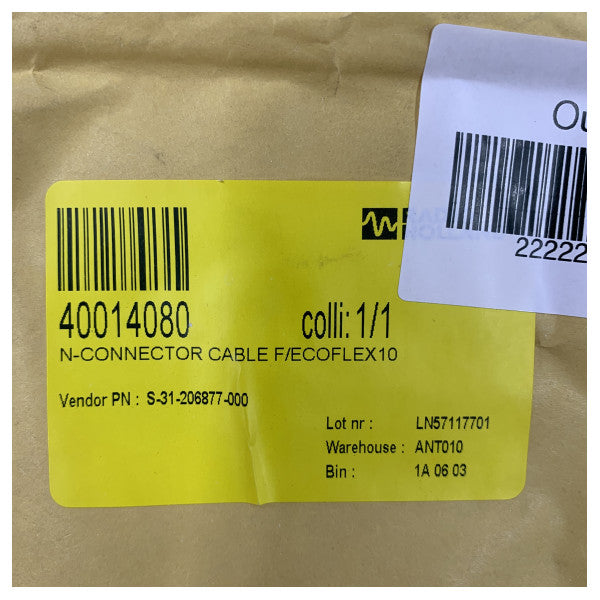 Ou
22222
40014080 colli: 1/1
N-CONNECTOR CABLE F/ECOFLEX10
Vendor PN : S-31-206877-000
Lot nr : LN57117701
Warehouse : ANT010
Bin : 1A 06 03